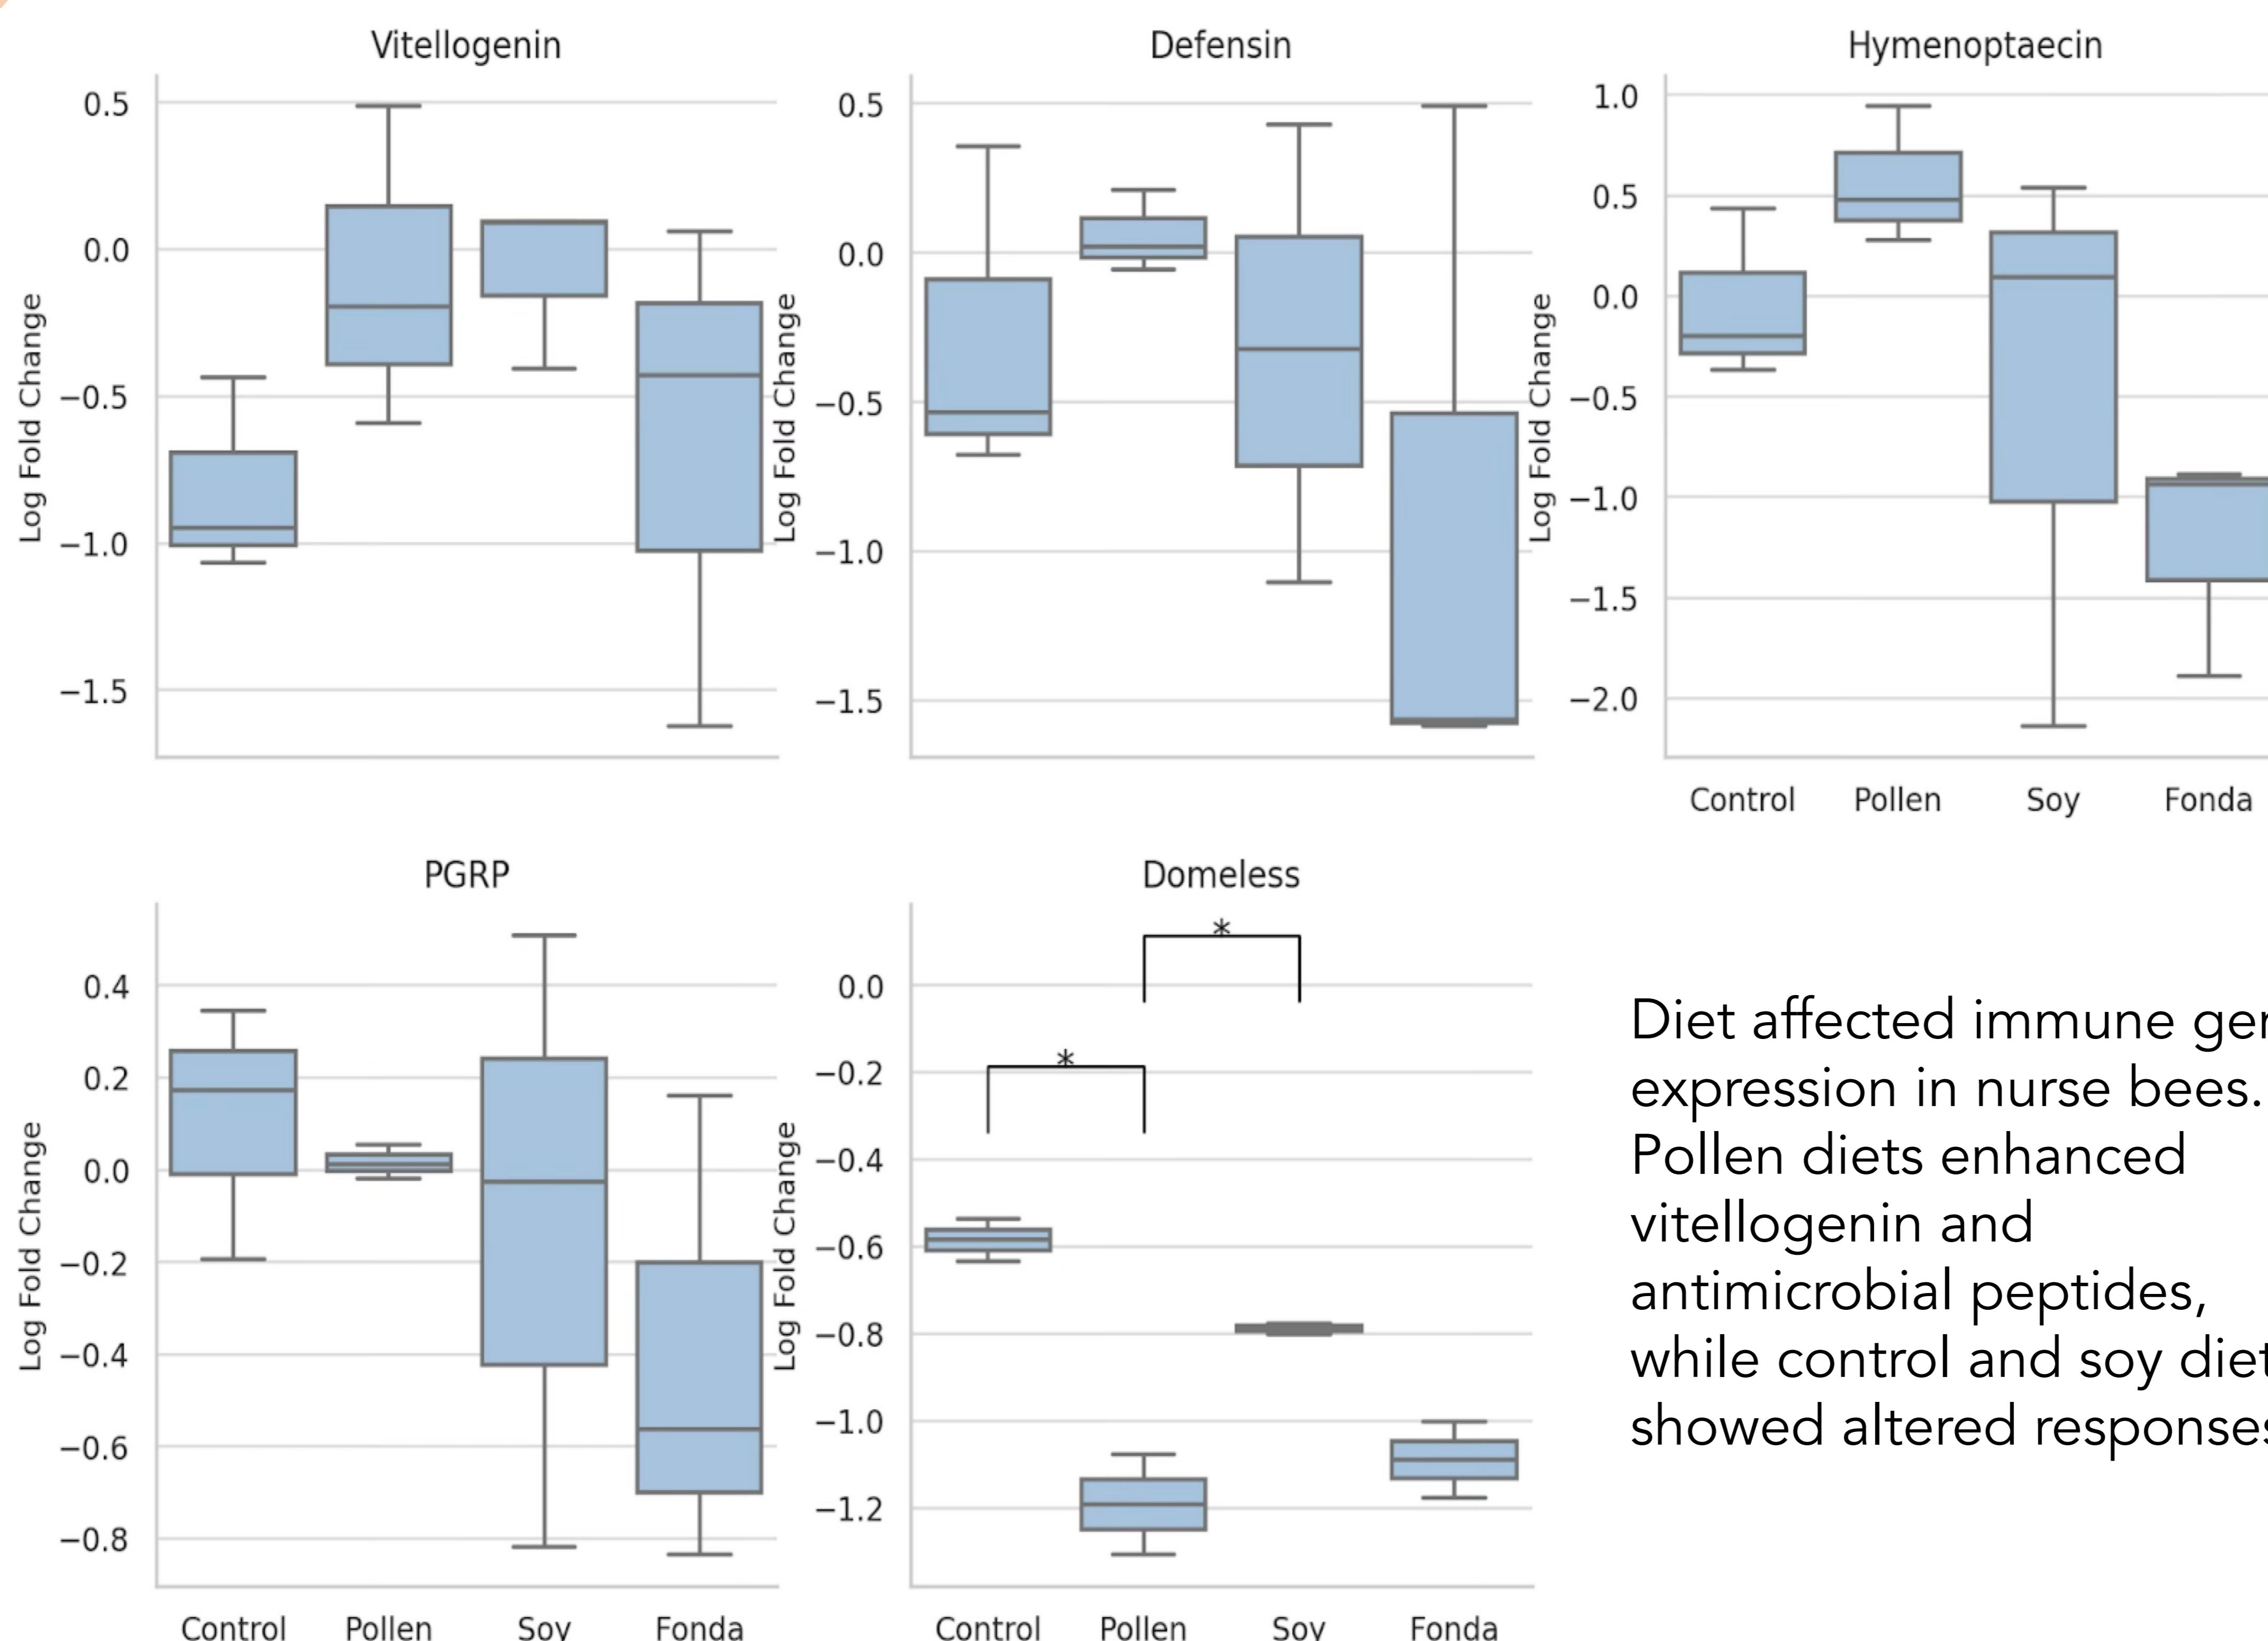 Vitellogenin
Defensin
Hymenoptaecin
Log Fold Change
0.5
0.0
−0.5
−1.0
−1.5
Log Fold Change
0.5
0.0
−0.5
−1.0
−1.5
Log Fold Change
1.0
0.5
0.0
−0.5
−1.0
−1.5
−2.0
Control Pollen Soy Fonda
PGRP
Domeless
Log Fold Change
0.4
0.2
0.0
−0.2
−0.4
−0.6
−0.8
Control Pollen Soy Fonda
Log Fold Change
0.0
−0.2
−0.4
−0.6
−0.8
−1.0
−1.2
*
*
Control Pollen Soy Fonda
Diet affected immune
expression in nurse bees.
Pollen diets enhanced
vitellogenin and
antimicrobial peptides,
while control and soy diet
showed altered responses